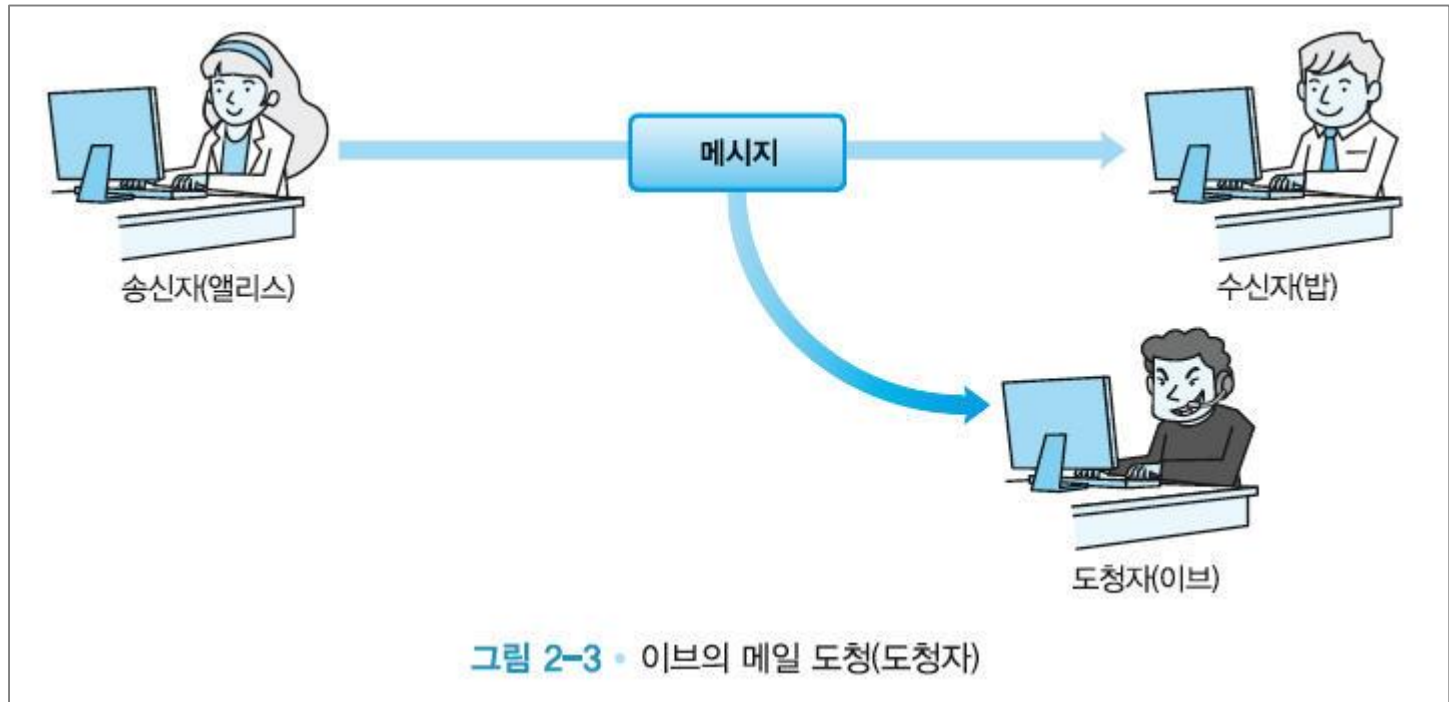 메시지
송신자(앨리스)
수신자(밥)
도청자(이브)
그림 2-3 • 이브의 메일 도청(도청자)